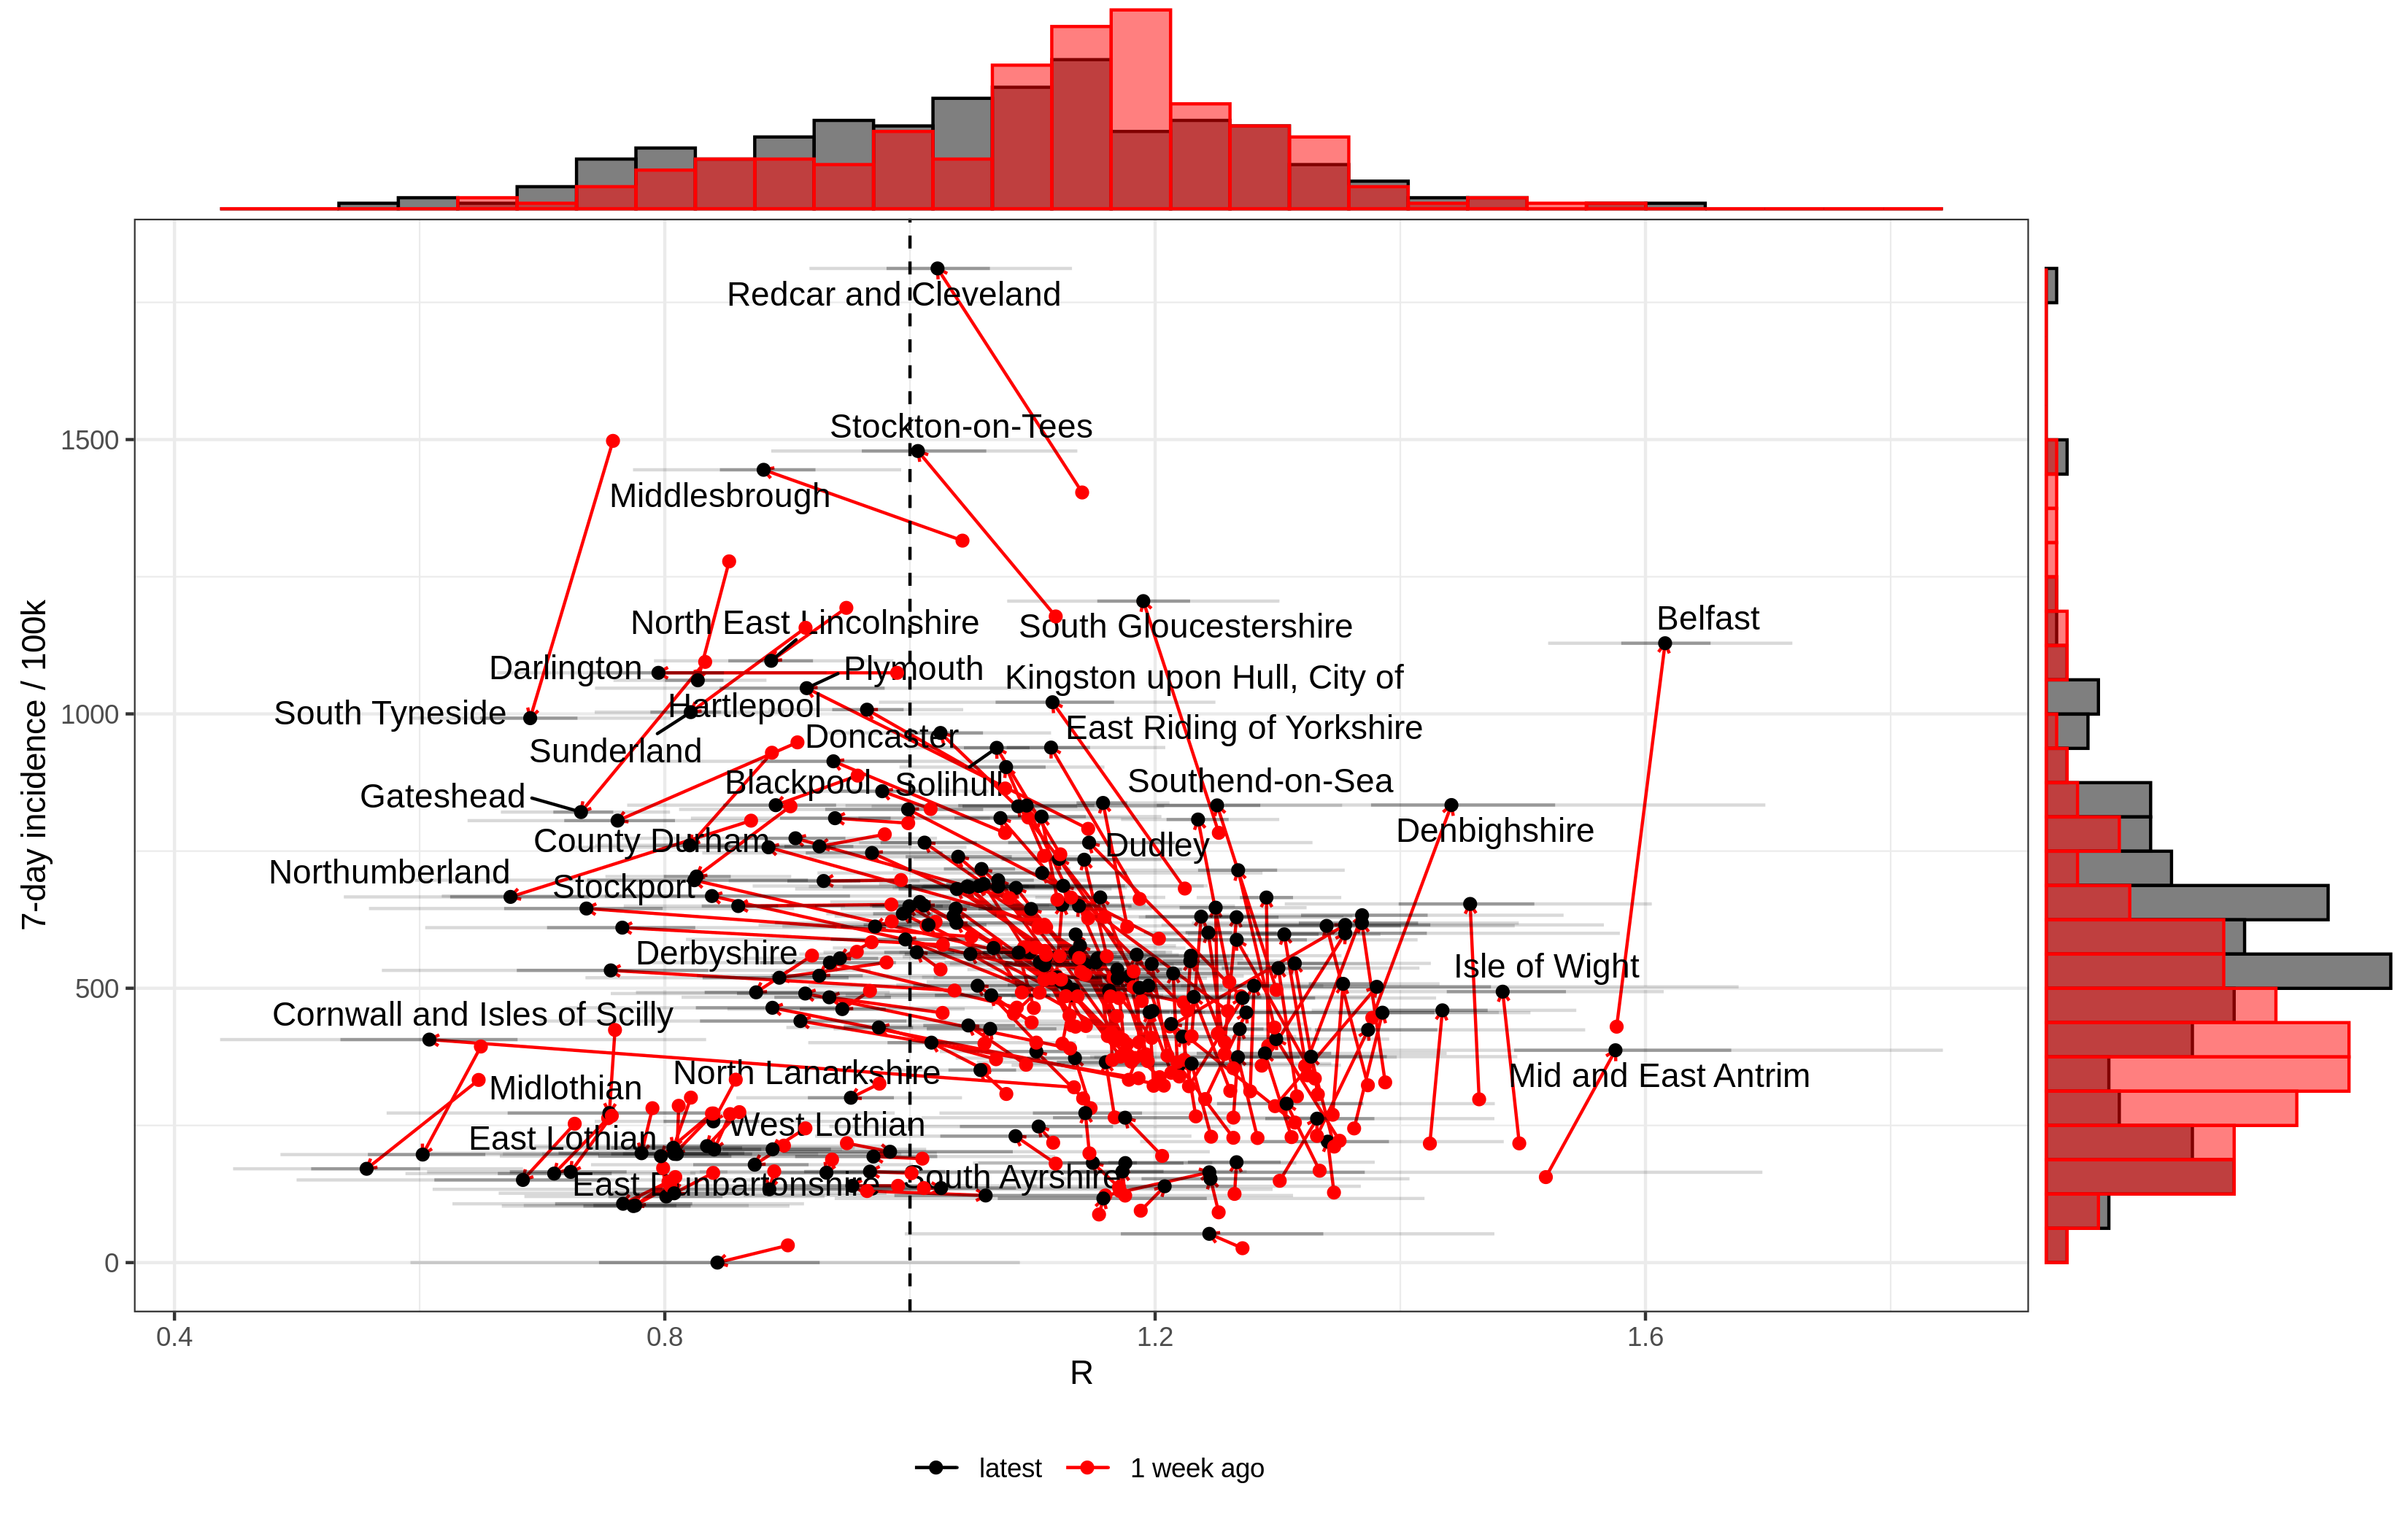 Redcar and Cleveland
1500
Stockton-on-Tees
Middlesbrough
North East Lincolnshire
South Gloucestershire
Belfast
Darlington
Plymouth
Kingston upon Hull, City of
1000
South Tyneside
Hartlepool
East Riding of Yorkshire
Sunderland
Doncaster
Gateshead
Blackpool
Solihull
Southend-on-Sea
County Durham
Dudley
Denbighshire
Northumberland
Stockport
Derbyshire
Isle of Wight
500
Cornwall and Isles of Scilly
Midlothian
North Lanarkshire
Mid and East Antrim
East Lothian
West Lothian
East Dunbartonshire
South Ayrshire
0
7-day incidence / 100k
0.4
0.8
1.2
1.6
R
latest
1 week ago